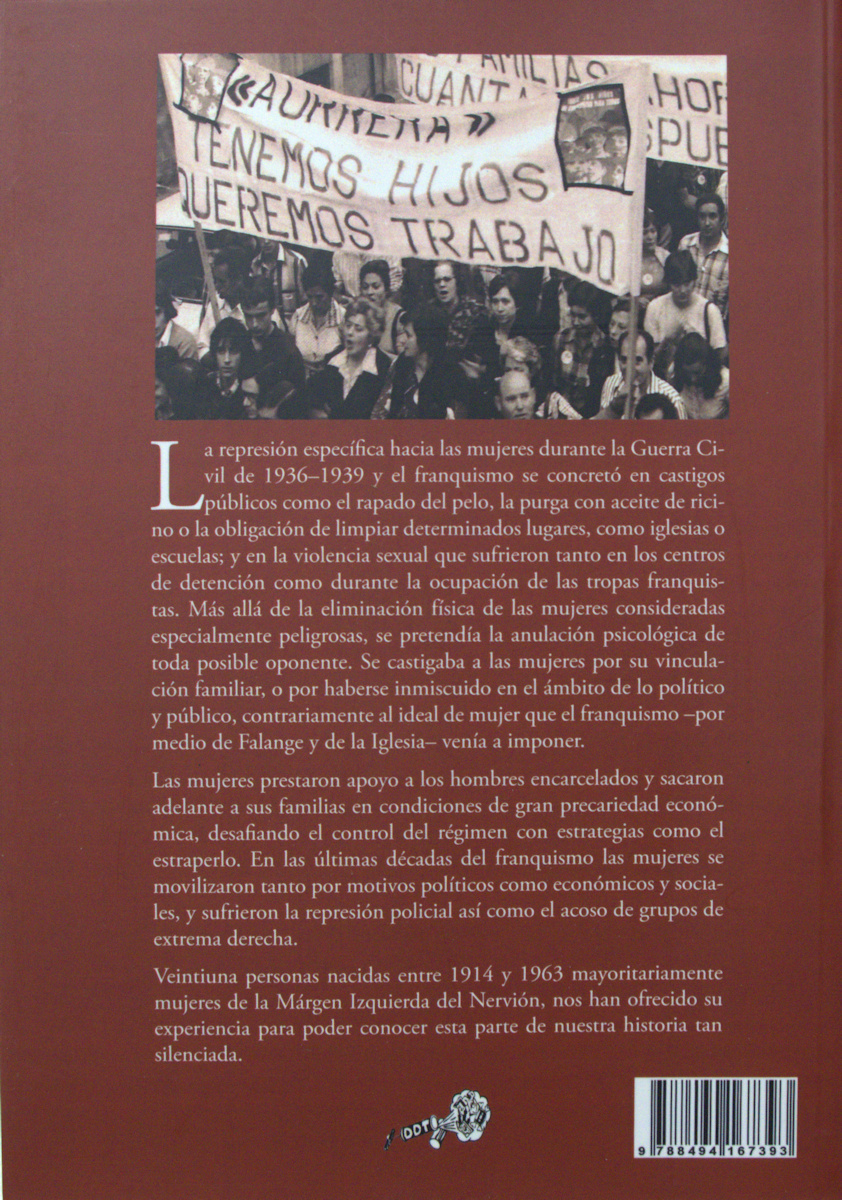 FAMILIAS
CUANTA
«AURRERA»
TENEMOS HIJOS
QUEREMOS TRABAJO
AHOR
SPUE
La represión específica hacia las mujeres durante la Guerra Ci-
vil de 1936–1939 y el franquismo se concretó en castigos
públicos como el rapado del pelo, la purga con aceite de rici-
no o la obligación de limpiar determinados lugares, como iglesias o
escuelas; y en la violencia sexual que sufrieron tanto en los centros
de detención como durante la ocupación de las tropas franquis-
tas. Más allá de la eliminación física de las mujeres consideradas
especialmente peligrosas, se pretendía la anulación psicológica de
toda posible oponente. Se castigaba a las mujeres por su vincula-
ción familiar, o por haberse inmiscuido en el ámbito de lo político
y público, contrariamente al ideal de mujer que el franquismo –por
medio de Falange y de la Iglesia– venía a imponer.
Las mujeres prestaron apoyo a los hombres encarcelados y sacaron
adelante a sus familias en condiciones de gran precariedad econó-
mica, desafiando el control del régimen con estrategias como el
estraperlo. En las últimas décadas del franquismo las mujeres se
movilizaron tanto por motivos políticos como económicos y socia-
les, y sufrieron la represión policial así como el acoso de grupos de
extrema derecha.
Veintiuna personas nacidas entre 1914 y 1963 mayoritariamente
mujeres de la Márgen Izquierda del Nervión, nos han ofrecido su
experiencia para poder conocer esta parte de nuestra historia tan
silenciada.
DDT
9 788494 167393